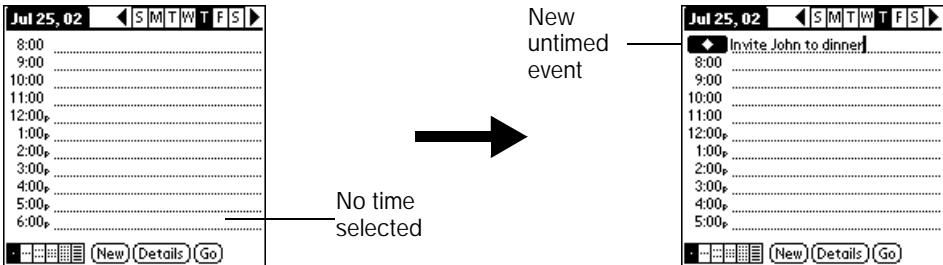 Jul 25, 02 S M T W T F S
8:00
9:00
10:00
11:00
12:00p
1:00p
2:00p
3:00p
4:00p
5:00p
6:00p
New Details Go
No time
selected
New
untimed
event
Jul 25, 02 S M T W T F S
Invite John to dinner
8:00
9:00
10:00
11:00
12:00p
1:00p
2:00p
3:00p
4:00p
5:00p
New Details Go